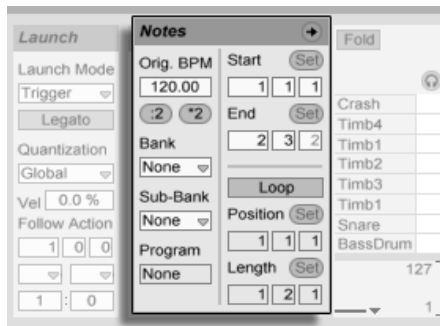 Launch
Launch Mode
Trigger
Legato
Quantization
Global
Vel 0.0 %
Follow Action
1 0 0
1 : 0
Notes
Orig. BPM
120.00
:2 *2
Bank
None
Sub-Bank
None
Program
None
Start Set
1 1 1
End Set
2 3 2
Loop
Position Set
1 1 1
Length Set
1 2 1
Fold
Crash
Timb4
Timb1
Timb2
Timb3
Timb1
Snare
BassDrum
127
1